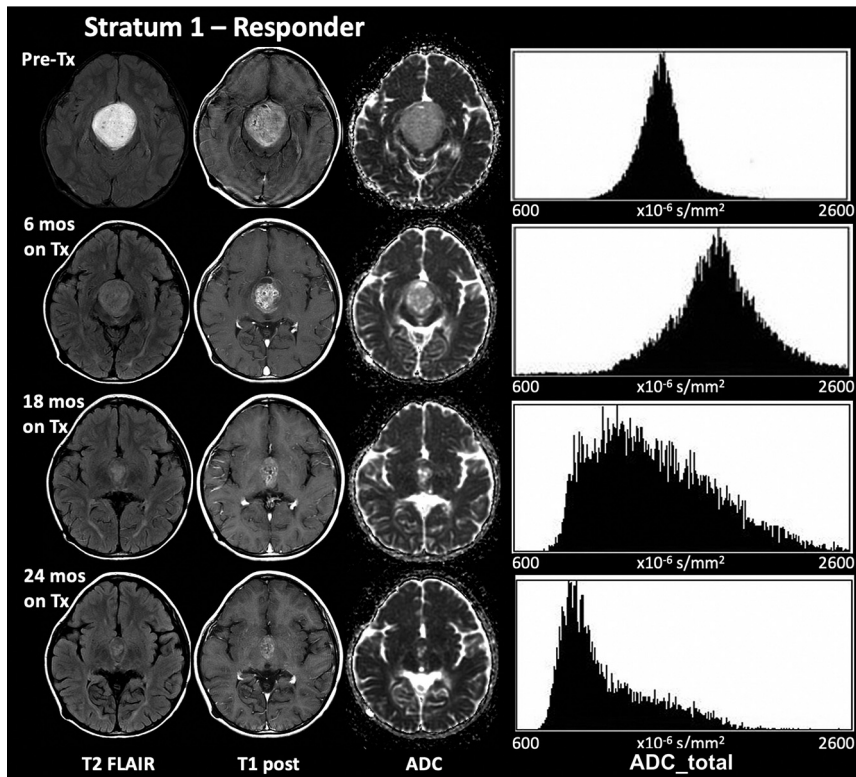 Stratum 1 – Responder
Pre-Tx
600 x10-6 s/mm2 2600
6 mos
on Tx
600 x10-6 s/mm2 2600
18 mos
on Tx
600 x10-6 s/mm2 2600
24 mos
on Tx
600 x10-6 s/mm2 2600
T2 FLAIR T1 post ADC ADC_total